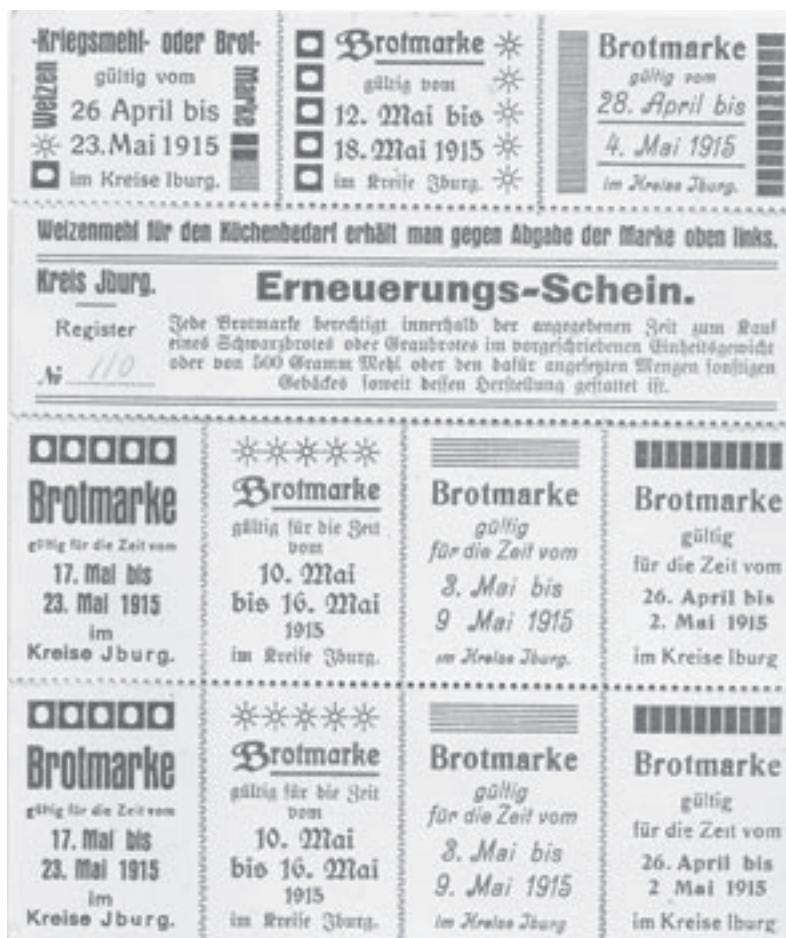 -Kriegsmehl- oder Brot-
Weizen
gültig vom
26 April bis
23. Mai 1915
im Kreise Iburg.
Marke
Brotmarke
gültig vom
12. Mai bis
18. Mai 1915
im Kreise Iburg.
Brotmarke
gültig vom
28. April bis
4. Mai 1915
im Kreise Iburg.
Weizenmehl für den Küchenbedarf erhält man gegen Abgabe der Marke oben links.
Kreis Jburg.
Register
№ 110
Erneuerungs-Schein.
Jede Brotmarke berechtigt innerhalb der angegebenen Zeit zum Kauf
eines Schwarzbrotes oder Graubrotes im vorgeschriebenen Einheitsgewicht
oder von 500 Gramm Mehl oder den dafür angesetzten Mengen sonstigen
Gebäckes soweit dessen Herstellung gestattet ist.
Brotmarke
gültig für die Zeit vom
17. Mai bis
23. Mai 1915
im
Kreise Jburg.
Brotmarke
gültig für die Zeit
vom
10. Mai
bis 16. Mai
1915
im Kreise Iburg.
Brotmarke
gültig
für die Zeit vom
3. Mai bis
9 Mai 1915
im Kreise Iburg.
Brotmarke
gültig
für die Zeit vom
26. April bis
2. Mai 1915
im Kreise Iburg
Brotmarke
gültig für die Zeit vom
17. Mai bis
23. Mai 1915
im
Kreise Jburg.
Brotmarke
gültig für die Zeit
vom
10. Mai
bis 16. Mai
1915
im Kreise Iburg.
Brotmarke
gültig
für die Zeit vom
3. Mai bis
9. Mai 1915
im Kreise Iburg
Brotmarke
gültig
für die Zeit vom
26. April bis
2 Mai 1915
im Kreise Iburg